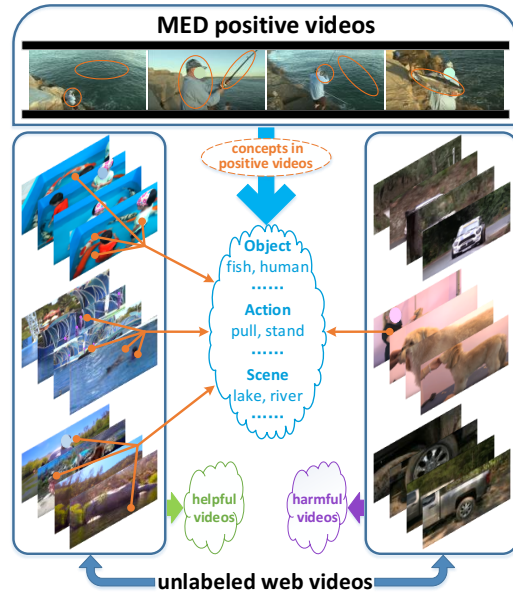 MED positive videos
concepts in
positive videos
Object
fish, human
......
Action
pull, stand
......
Scene
lake, river
......
helpful
videos
harmful
videos
unlabeled web videos